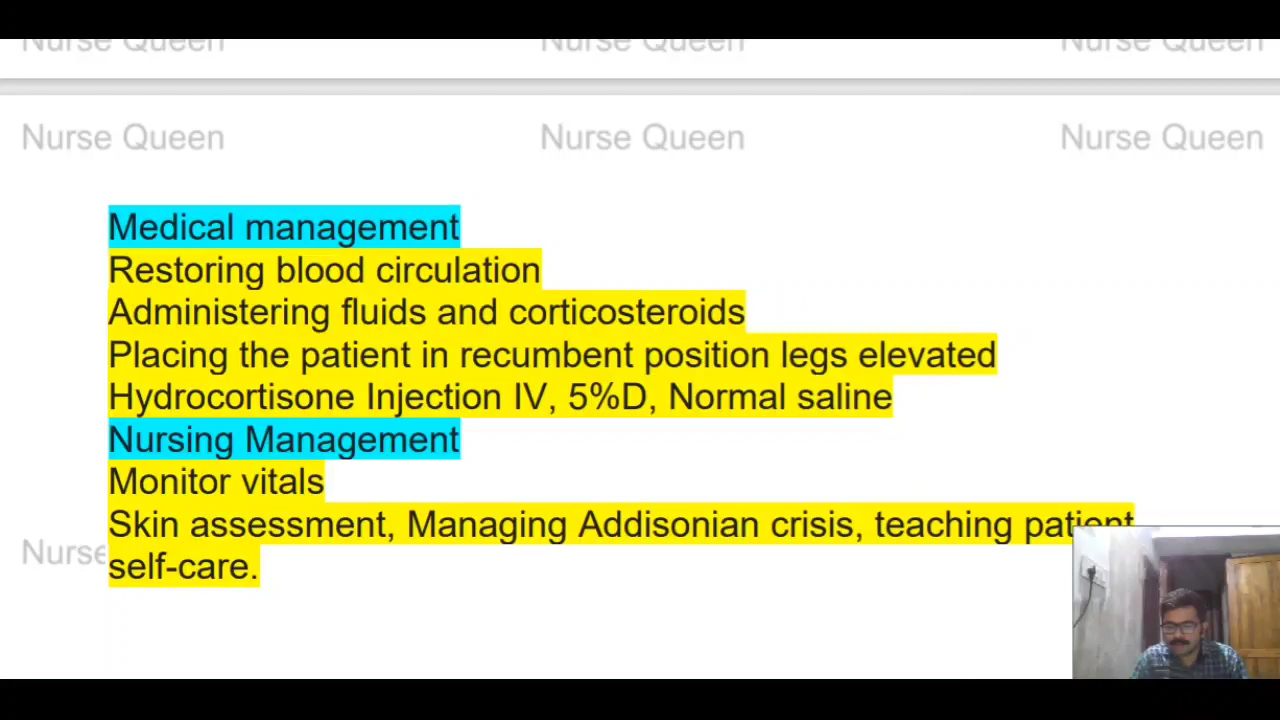 Nurse Queen Nurse Queen Nurse Queen
Nurse Queen Nurse Queen Nurse Queen
Medical management
Restoring blood circulation
Administering fluids and corticosteroids
Placing the patient in recumbent position legs elevated
Hydrocortisone Injection IV, 5%D, Normal saline
Nursing Management
Monitor vitals
Skin assessment, Managing Addisonian crisis, teaching patient
Nurse
self-care.